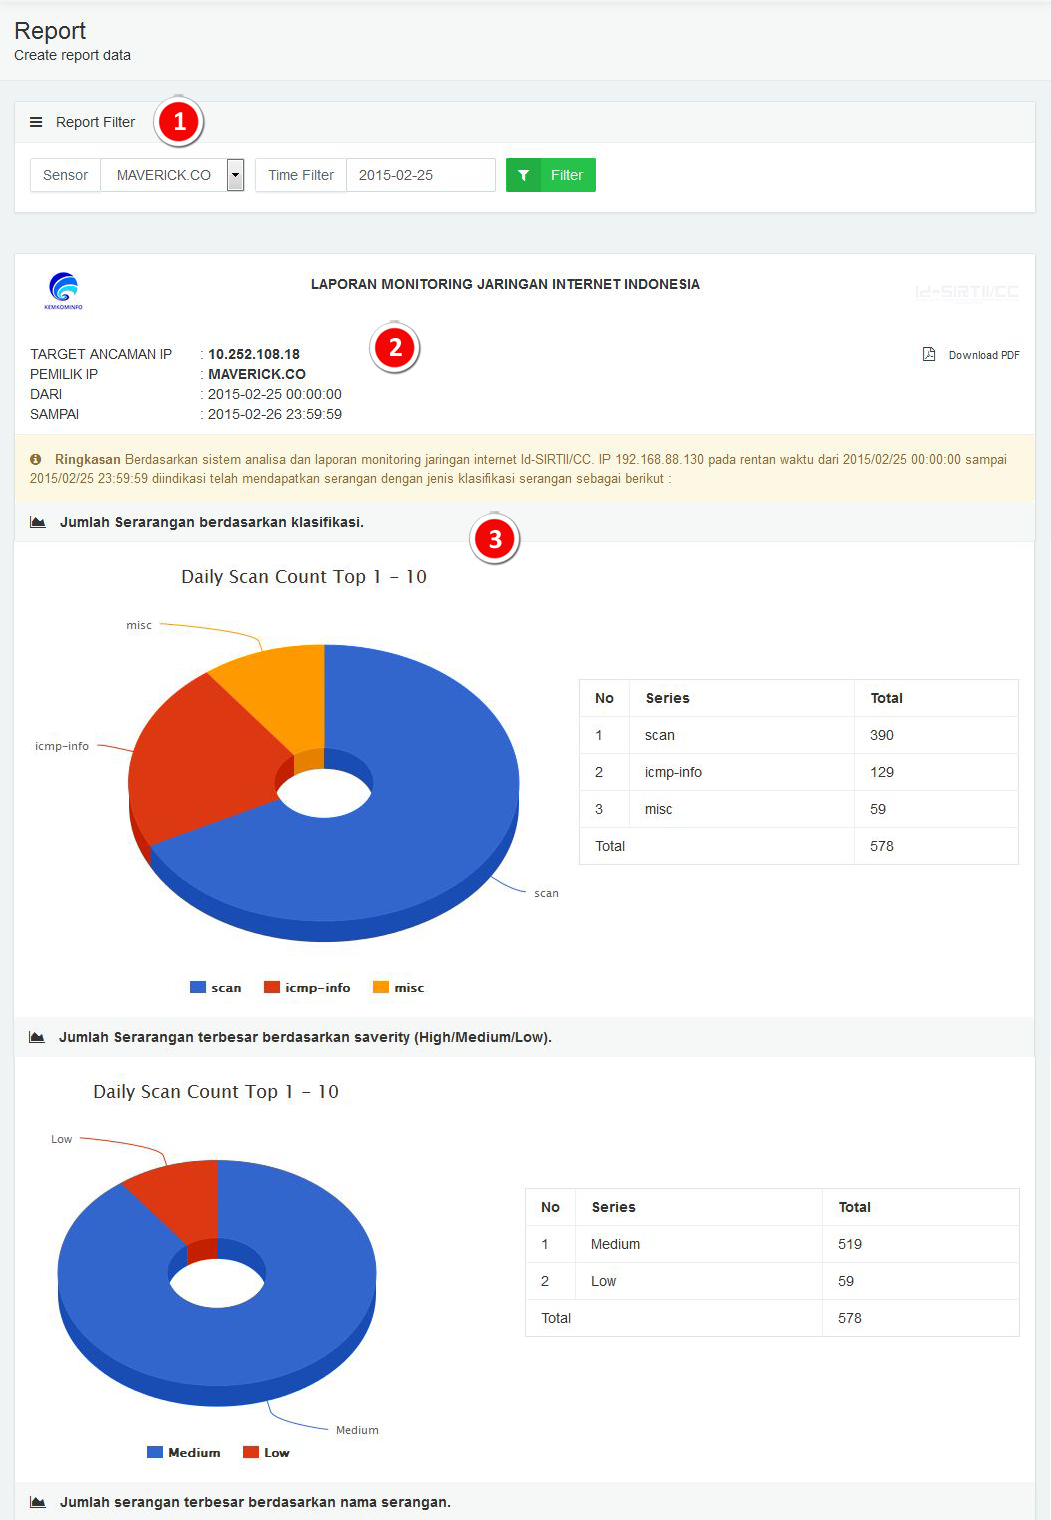 Report
Create report data
Report Filter
1
Sensor MAVERICK.CO Time Filter 2015-02-25 Filter
KEMKOMINFO
LAPORAN MONITORING JARINGAN INTERNET INDONESIA
Id-SIRTII/CC
2
TARGET ANCAMAN IP : 10.252.108.18
Download PDF
PEMILIK IP : MAVERICK.CO
DARI : 2015-02-25 00:00:00
SAMPAI : 2015-02-26 23:59:59
Ringkasan Berdasarkan sistem analisa dan laporan monitoring jaringan internet Id-SIRTII/CC. IP 192.168.88.130 pada rentan waktu dari 2015/02/25 00:00:00 sampai
2015/02/25 23:59:59 diindikasi telah mendapatkan serangan dengan jenis klasifikasi serangan sebagai berikut :
Jumlah Serarangan berdasarkan klasifikasi.
3
Daily Scan Count Top 1 - 10
misc
icmp-info
scan
scan icmp-info misc
No Series Total
1 scan 390
2 icmp-info 129
3 misc 59
Total 578
Jumlah Serarangan terbesar berdasarkan saverity (High/Medium/Low).
Daily Scan Count Top 1 - 10
Low
Medium
Medium Low
No Series Total
1 Medium 519
2 Low 59
Total 578
Jumlah serangan terbesar berdasarkan nama serangan.